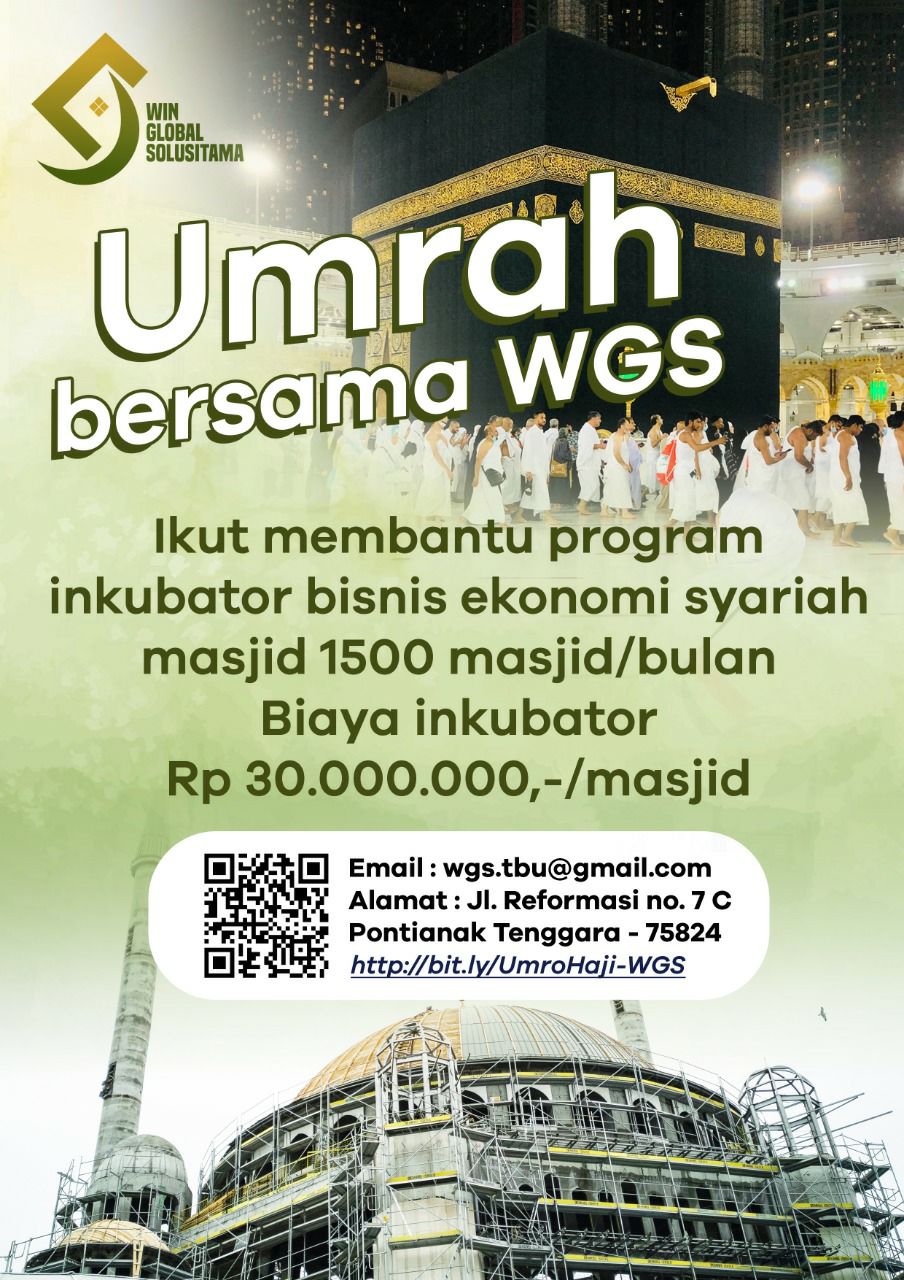 WIN
GLOBAL
SOLUSITAMA
Umrah
bersama WGS
Ikut membantu program
inkubator bisnis ekonomi syariah
masjid 1500 masjid/bulan
Biaya inkubator
Rp 30.000.000,-/masjid
Email : wgs.tbu@gmail.com
Alamat : Jl. Reformasi no. 7 C
Pontianak Tenggara - 75824
http://bit.ly/UmroHaji-WGS